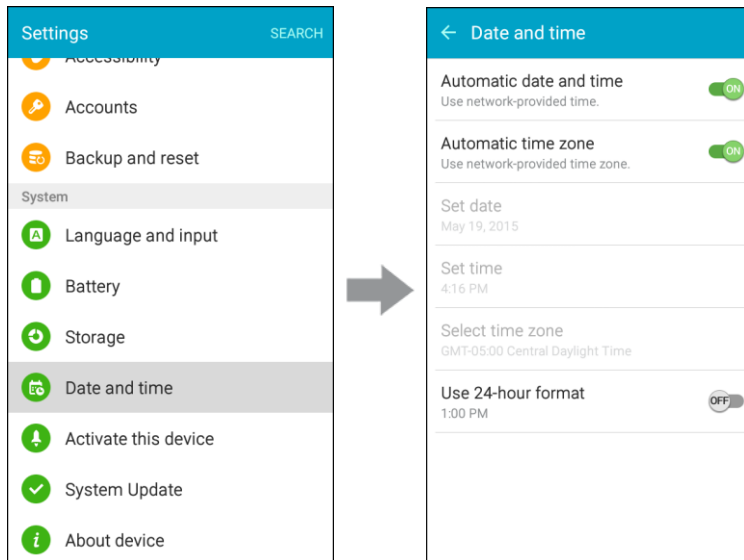 Settings
SEARCH
Accessibility
Accounts
Backup and reset
System
A
Language and input
Battery
Storage
Date and time
Activate this device
System Update
i
About device
Date and time
Automatic date and time
Use network-provided time.
ON
Automatic time zone
Use network-provided time zone.
ON
Set date
May 19, 2015
Set time
4:16 PM
Select time zone
GMT-05:00 Central Daylight Time
Use 24-hour format
1:00 PM
OFF